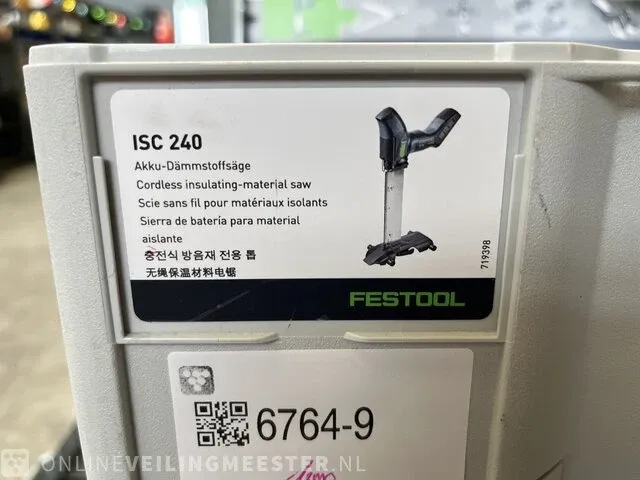 ISC 240
Akku-Dämmstoffsäge
Cordless insulating-material saw
Scie sans fil pour matériaux isolants
Sierra de batería para material
aislante
충전식 방음재 전용 톱
无绳保温材料电锯
719398
FESTOOL
6764-9
ONLINEVEILINGMEESTER.NL